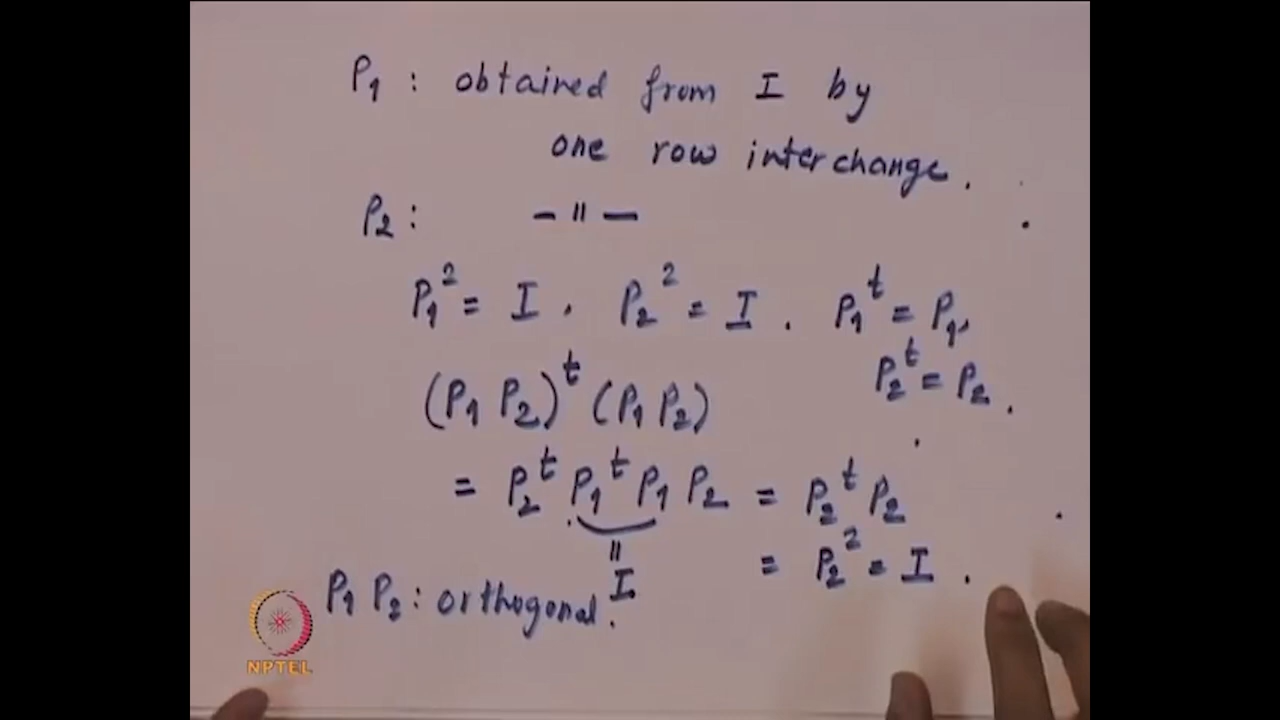 P₁ : obtained from I by
one row interchange.
P₂ : — " —
P₁² = I, P₂² = I. P₁ᵗ = P₁,
P₂ᵗ = P₂.
(P₁ P₂)ᵗ (P₁ P₂)
= P₂ᵗ P₁ᵗ P₁ P₂ = P₂ᵗ P₂
"
I
= P₂² = I.
P₁ P₂ : orthogonal.
NPTEL